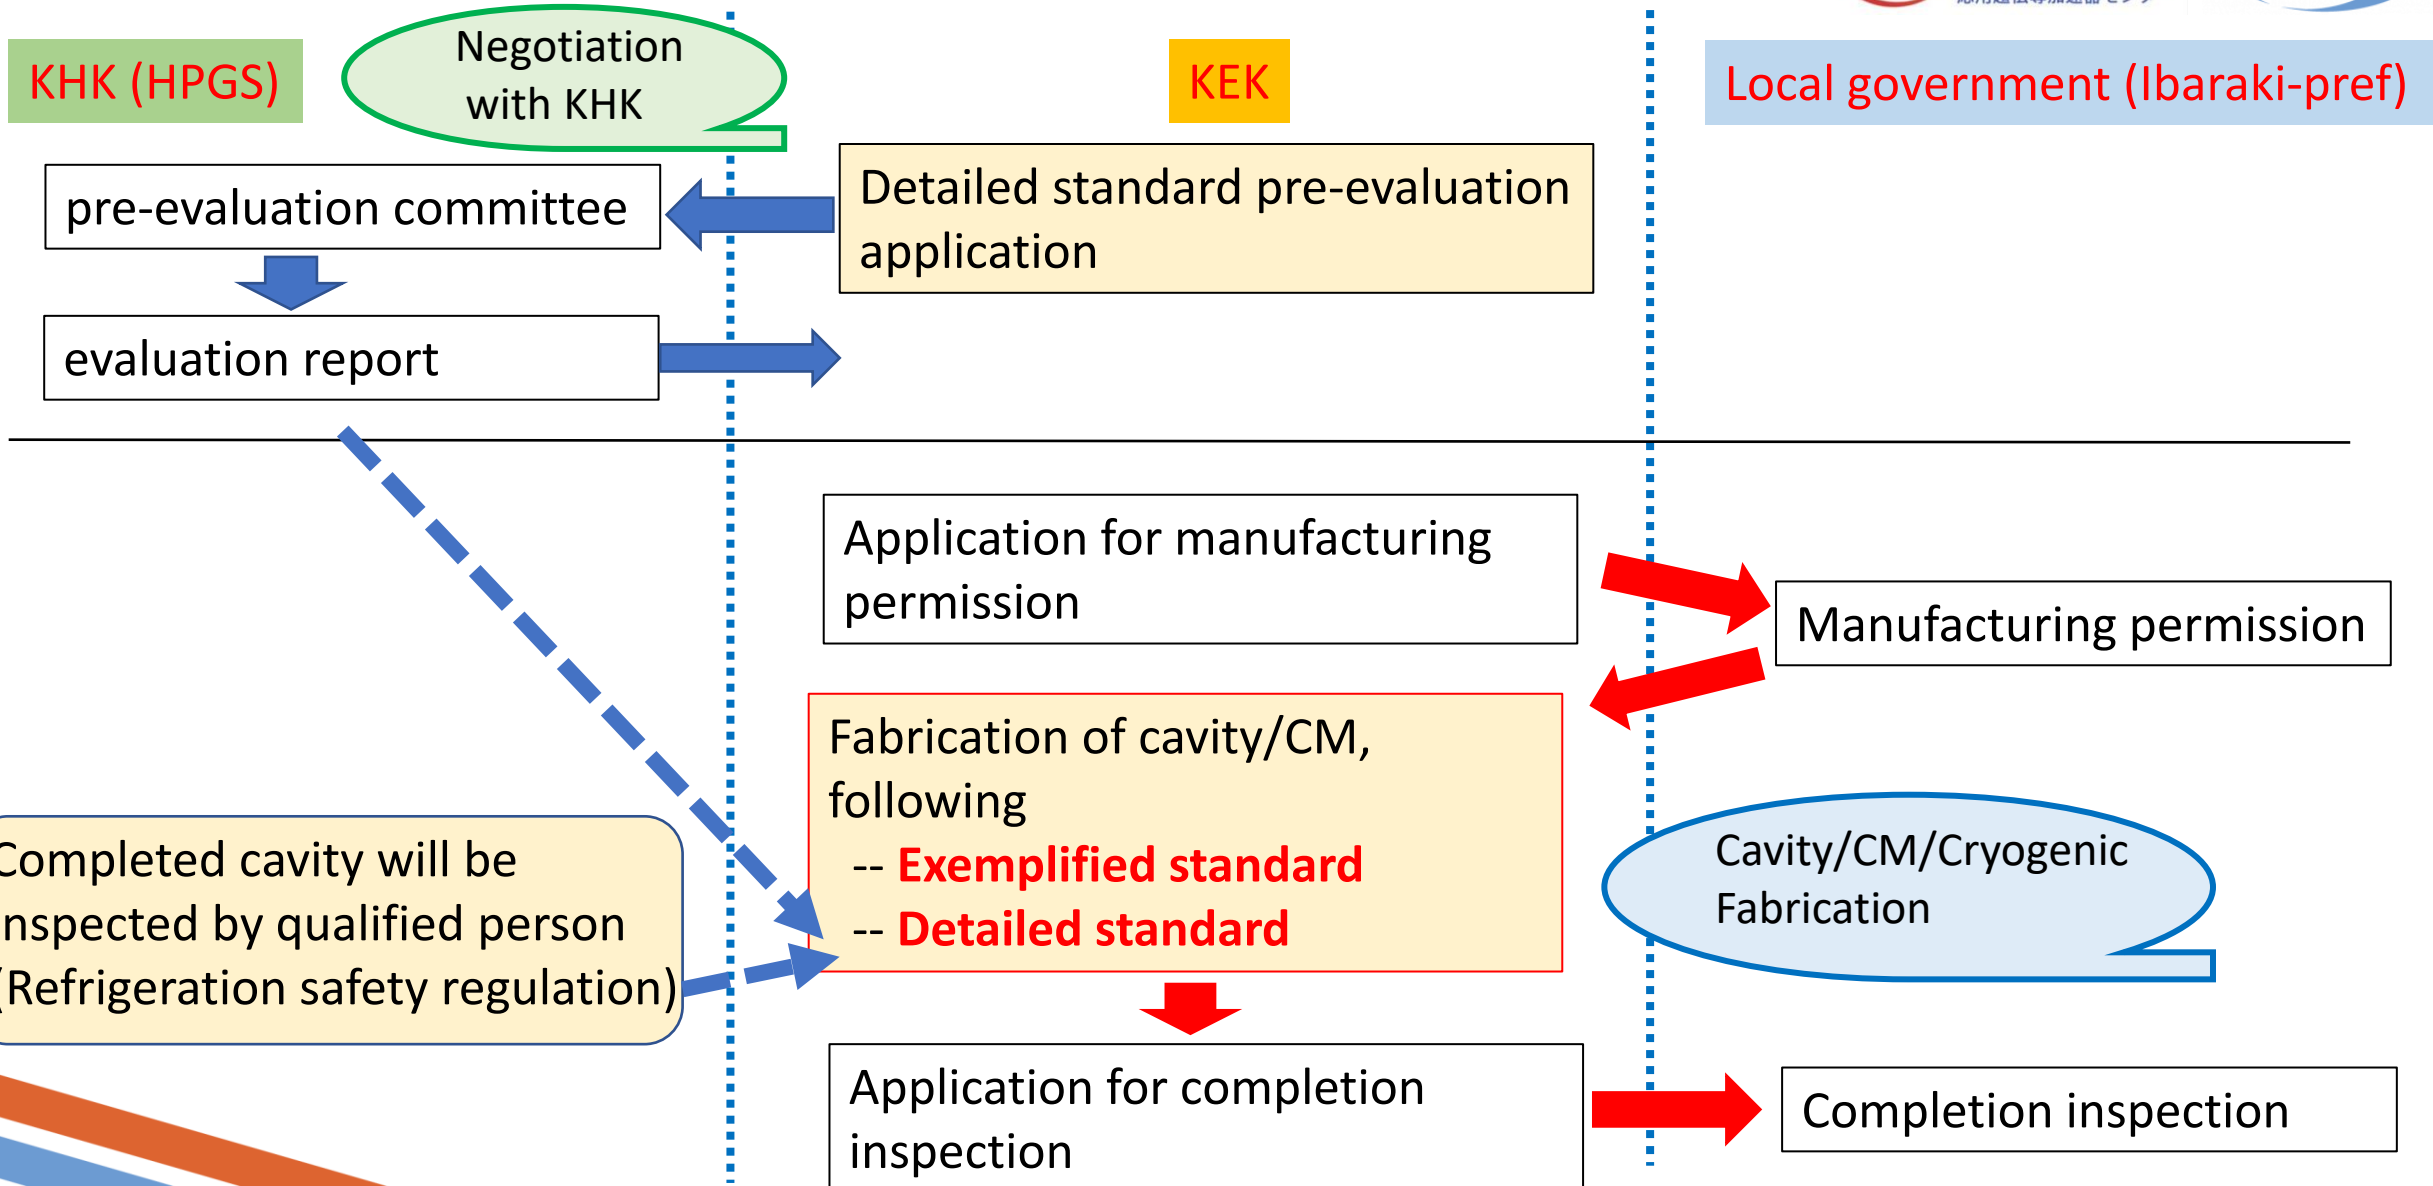 KHK (HPGS)
Negotiation
with KHK
KEK
Local government (Ibaraki-pref)
pre-evaluation committee
Detailed standard pre-evaluation
application
evaluation report
Application for manufacturing
permission
Manufacturing permission
Fabrication of cavity/CM,
following
-- Exemplified standard
-- Detailed standard
Cavity/CM/Cryogenic
Fabrication
Completed cavity will be
inspected by qualified person
(Refrigeration safety regulation)
Application for completion
inspection
Completion inspection